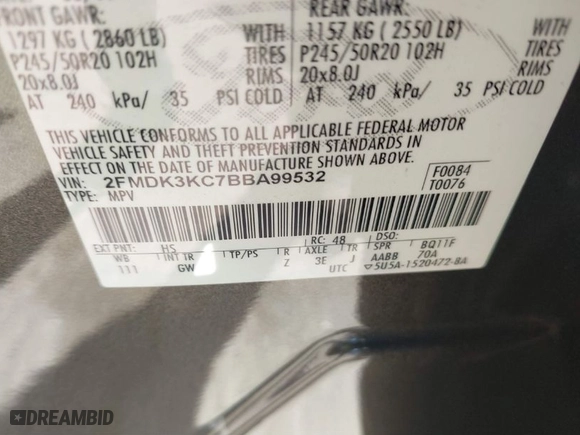 FRONT GAWR:
1297 KG ( 2860 LB)
P245/50R20 102H
20x8.0J
AT 240 kPa/ 35 PSI COLD
WITH
TIRES
RIMS
REAR GAWR:
1157 KG ( 2550 LB)
P245/50R20 102H
20x8.0J
AT 240 kPa/ 35 PSI COLD
WITH
TIRES
RIMS
THIS VEHICLE CONFORMS TO ALL APPLICABLE FEDERAL MOTOR
VEHICLE SAFETY AND THEFT PREVENTION STANDARDS IN
EFFECT ON THE DATE OF MANUFACTURE SHOWN ABOVE.
VIN: 2FMDK3KC7BBA99532
TYPE: MPV
F0084
T0076
EXT PNT: HS RC: 48 DSO:
WB INT TR TP/PS R AXLE TR SPR BQ11F
111 GW Z 3E J AABB 70A
UTC 5U5A-1520472-BA
DREAMBID